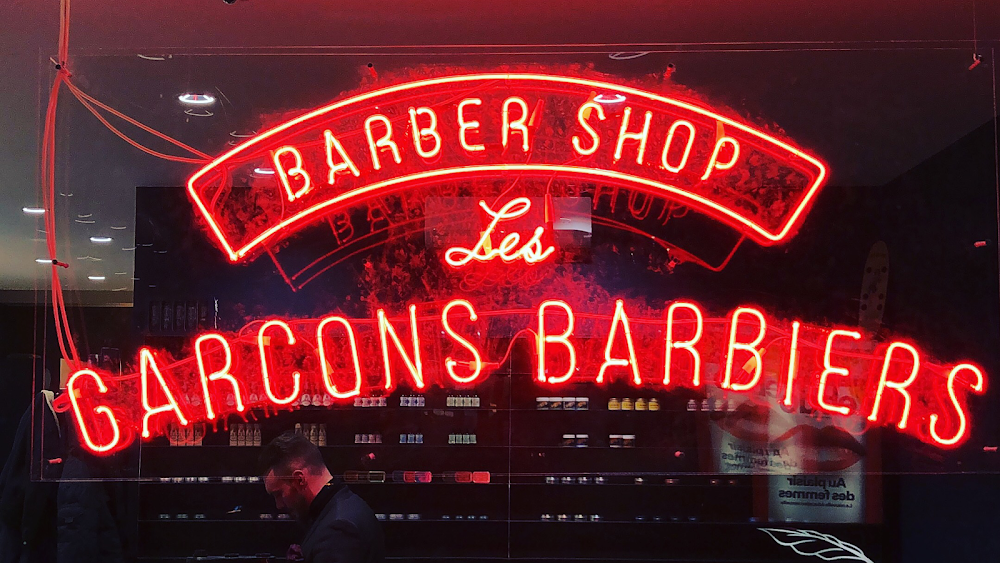 BARBER SHOP
Les
GARCONS BARBIERS
Au plaisir
des femmes